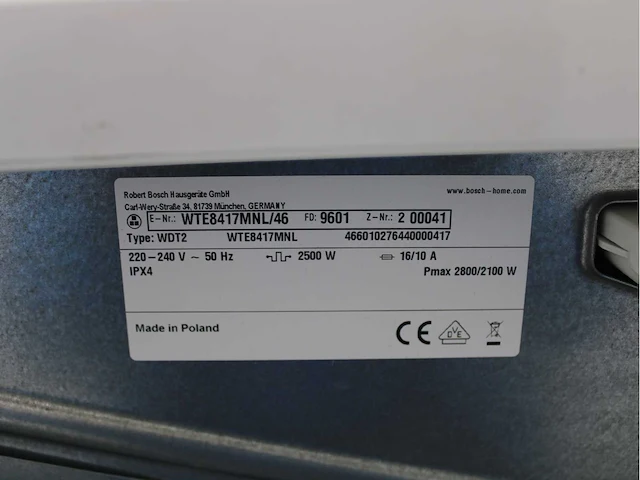 Robert Bosch Hausgeräte GmbH
Carl-Wery-Straße 34, 81739 München, GERMANY
www.bosch-home.com
E-Nr.: WTE8417MNL/46 FD: 9601 Z-Nr.: 2 00041
Type: WDT2 WTE8417MNL 466010276440000417
220-240 V ~ 50 Hz 2500 W 16/10 A
IPX4 Pmax 2800/2100 W
Made in Poland CE DVE